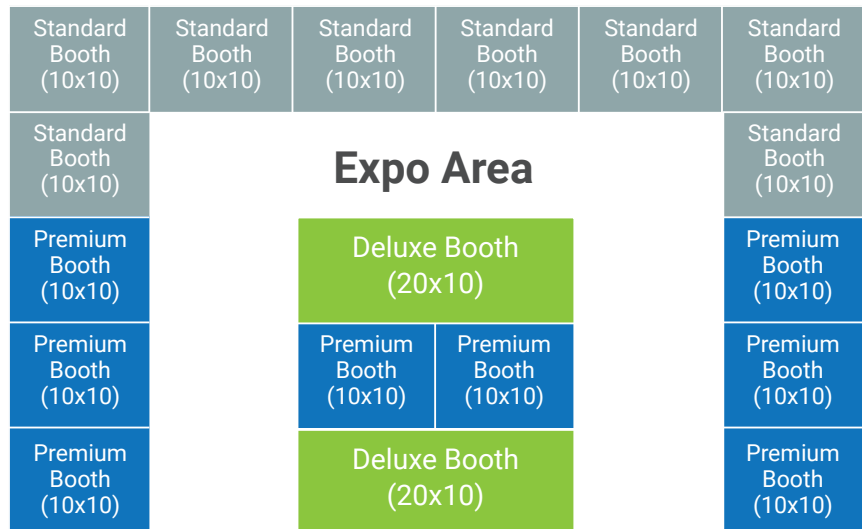 Standard
Booth
(10x10)
Standard
Booth
(10x10)
Standard
Booth
(10x10)
Standard
Booth
(10x10)
Standard
Booth
(10x10)
Standard
Booth
(10x10)
Standard
Booth
(10x10)
Expo Area
Standard
Booth
(10x10)
Premium
Booth
(10x10)
Deluxe Booth
(20x10)
Premium
Booth
(10x10)
Premium
Booth
(10x10)
Premium
Booth
(10x10)
Premium
Booth
(10x10)
Premium
Booth
(10x10)
Premium
Booth
(10x10)
Deluxe Booth
(20x10)
Premium
Booth
(10x10)